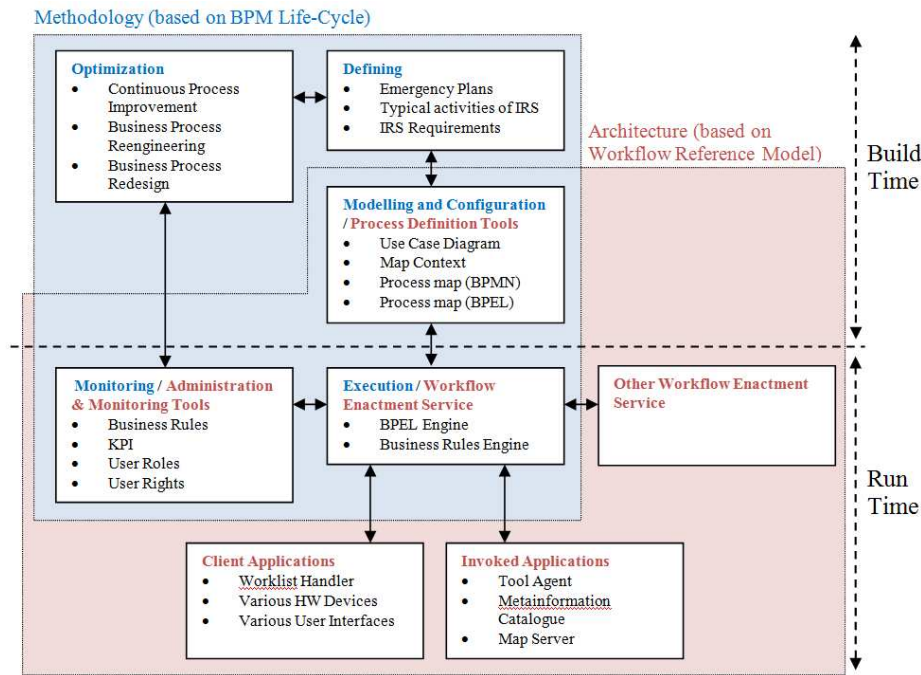 Methodology (based on BPM Life-Cycle)
Optimization
• Continuous Process
Improvement
• Business Process
Reengineering
• Business Process
Redesign
Defining
• Emergency Plans
• Typical activities of IRS
• IRS Requirements
Architecture (based on
Workflow Reference Model)
Build
Time
Modelling and Configuration
/ Process Definition Tools
• Use Case Diagram
• Map Context
• Process map (BPMN)
• Process map (BPEL)
Monitoring / Administration
& Monitoring Tools
• Business Rules
• KPI
• User Roles
• User Rights
Execution / Workflow
Enactment Service
• BPEL Engine
• Business Rules Engine
Other Workflow Enactment
Service
Run
Time
Client Applications
• Worklist Handler
• Various HW Devices
• Various User Interfaces
Invoked Applications
• Tool Agent
• Metainformation
Catalogue
• Map Server